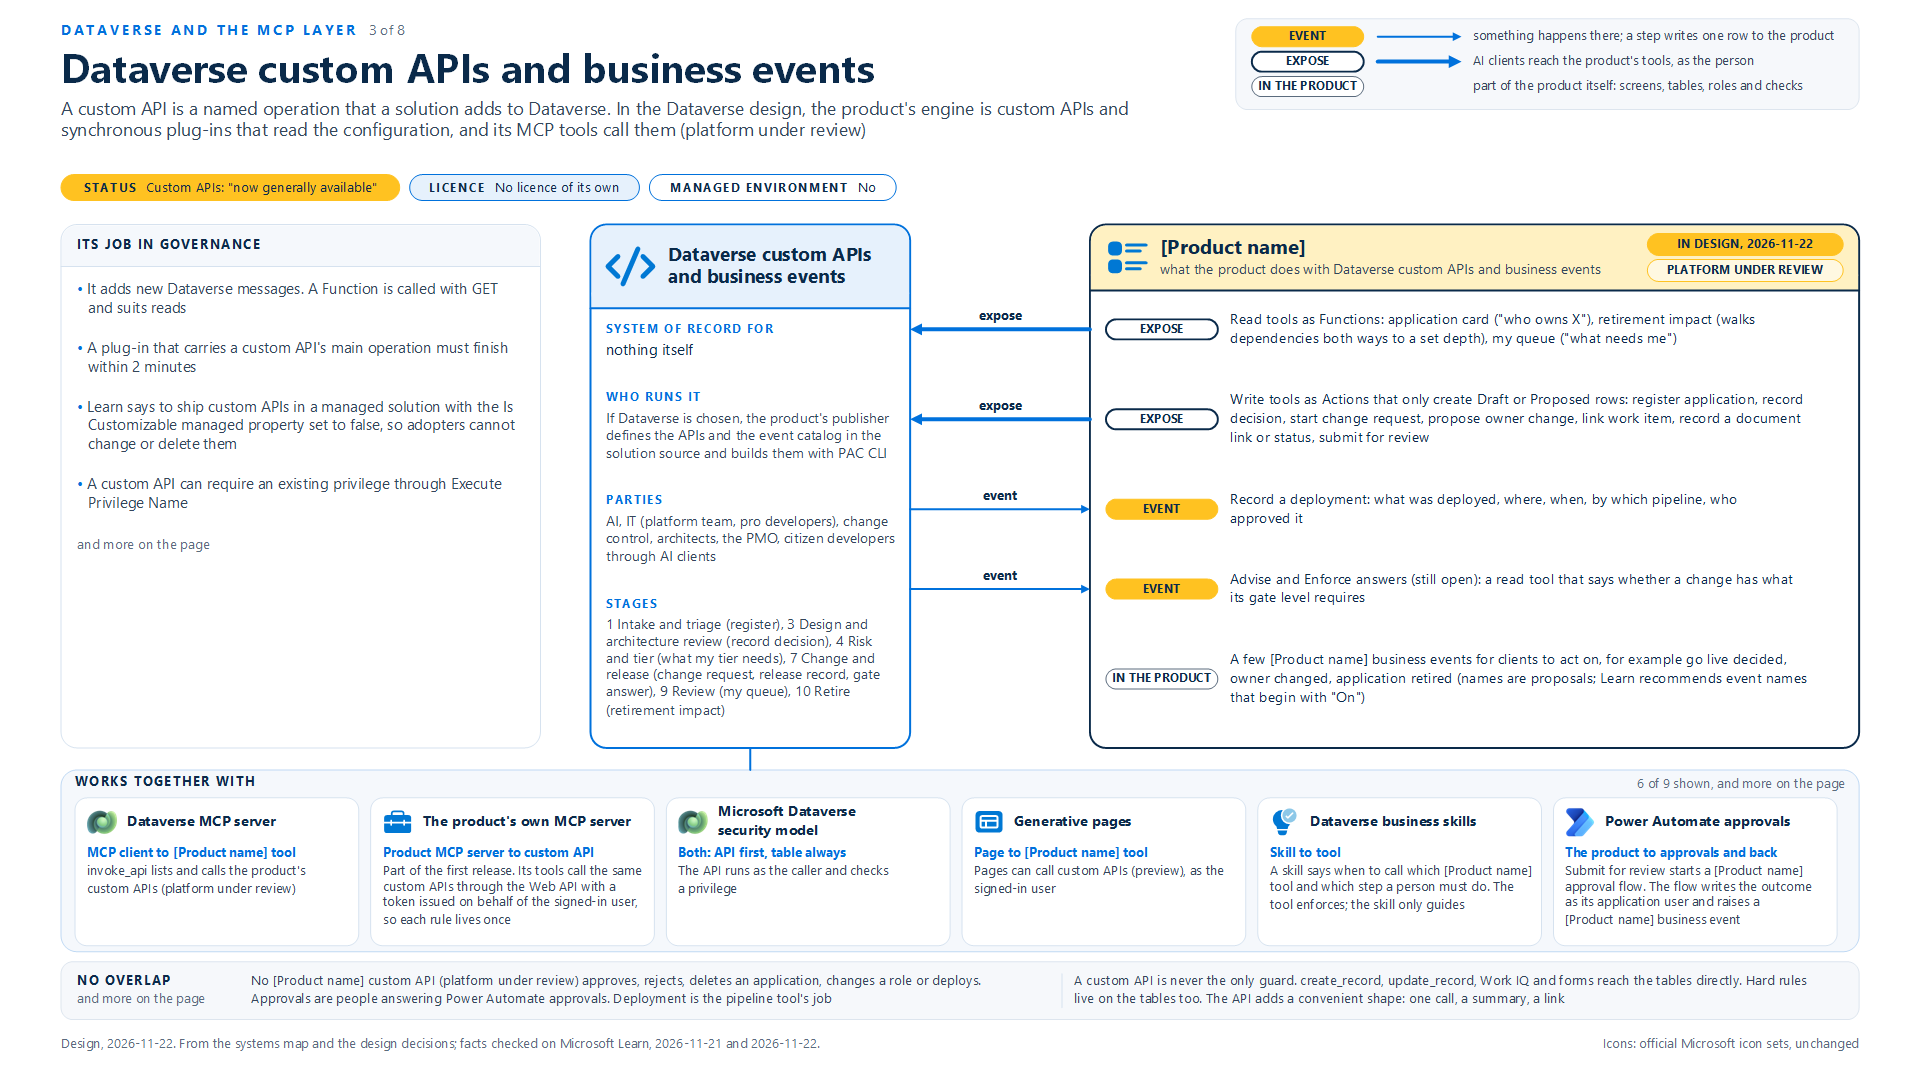 DATAVERSE AND THE MCP LAYER 3 of 8
Dataverse custom APIs and business events
A custom API is a named operation that a solution adds to Dataverse. In the Dataverse design, the product's engine is custom APIs and
synchronous plug-ins that read the configuration, and its MCP tools call them (platform under review)
EVENT something happens there; a step writes one row to the product
EXPOSE AI clients reach the product's tools, as the person
IN THE PRODUCT part of the product itself: screens, tables, roles and checks
STATUS Custom APIs: "now generally available"
LICENCE No licence of its own
MANAGED ENVIRONMENT No
ITS JOB IN GOVERNANCE
• It adds new Dataverse messages. A Function is called with GET
and suits reads
• A plug-in that carries a custom API's main operation must finish
within 2 minutes
• Learn says to ship custom APIs in a managed solution with the Is
Customizable managed property set to false, so adopters cannot
change or delete them
• A custom API can require an existing privilege through Execute
Privilege Name
and more on the page
Dataverse custom APIs
and business events
SYSTEM OF RECORD FOR
nothing itself
WHO RUNS IT
If Dataverse is chosen, the product's publisher
defines the APIs and the event catalog in the
solution source and builds them with PAC CLI
PARTIES
AI, IT (platform team, pro developers), change
control, architects, the PMO, citizen developers
through AI clients
STAGES
1 Intake and triage (register), 3 Design and
architecture review (record decision), 4 Risk
and tier (what my tier needs), 7 Change and
release (change request, release record, gate
answer), 9 Review (my queue), 10 Retire
(retirement impact)
expose
expose
event
event
[Product name]
what the product does with Dataverse custom APIs and business events
IN DESIGN, 2026-11-22
PLATFORM UNDER REVIEW
EXPOSE
Read tools as Functions: application card ("who owns X"), retirement impact (walks
dependencies both ways to a set depth), my queue ("what needs me")
EXPOSE
Write tools as Actions that only create Draft or Proposed rows: register application, record
decision, start change request, propose owner change, link work item, record a document
link or status, submit for review
EVENT
Record a deployment: what was deployed, where, when, by which pipeline, who
approved it
EVENT
Advise and Enforce answers (still open): a read tool that says whether a change has what
its gate level requires
IN THE PRODUCT
A few [Product name] business events for clients to act on, for example go live decided,
owner changed, application retired (names are proposals; Learn recommends event names
that begin with "On")
WORKS TOGETHER WITH
6 of 9 shown, and more on the page
Dataverse MCP server
MCP client to [Product name] tool
invoke_api lists and calls the product's
custom APIs (platform under review)
The product's own MCP server
Product MCP server to custom API
Part of the first release. Its tools call the same
custom APIs through the Web API with a
token issued on behalf of the signed-in user,
so each rule lives once
Microsoft Dataverse
security model
Both: API first, table always
The API runs as the caller and checks
a privilege
Generative pages
Page to [Product name] tool
Pages can call custom APIs (preview), as the
signed-in user
Dataverse business skills
Skill to tool
A skill says when to call which [Product name]
tool and which step a person must do. The
tool enforces; the skill only guides
Power Automate approvals
The product to approvals and back
Submit for review starts a [Product name]
approval flow. The flow writes the outcome
as its application user and raises a
[Product name] business event
NO OVERLAP
and more on the page
No [Product name] custom API (platform under review) approves, rejects, deletes an application, changes a role or deploys.
Approvals are people answering Power Automate approvals. Deployment is the pipeline tool's job
A custom API is never the only guard. create_record, update_record, Work IQ and forms reach the tables directly. Hard rules
live on the tables too. The API adds a convenient shape: one call, a summary, a link
Design, 2026-11-22. From the systems map and the design decisions; facts checked on Microsoft Learn, 2026-11-21 and 2026-11-22.
Icons: official Microsoft icon sets, unchanged